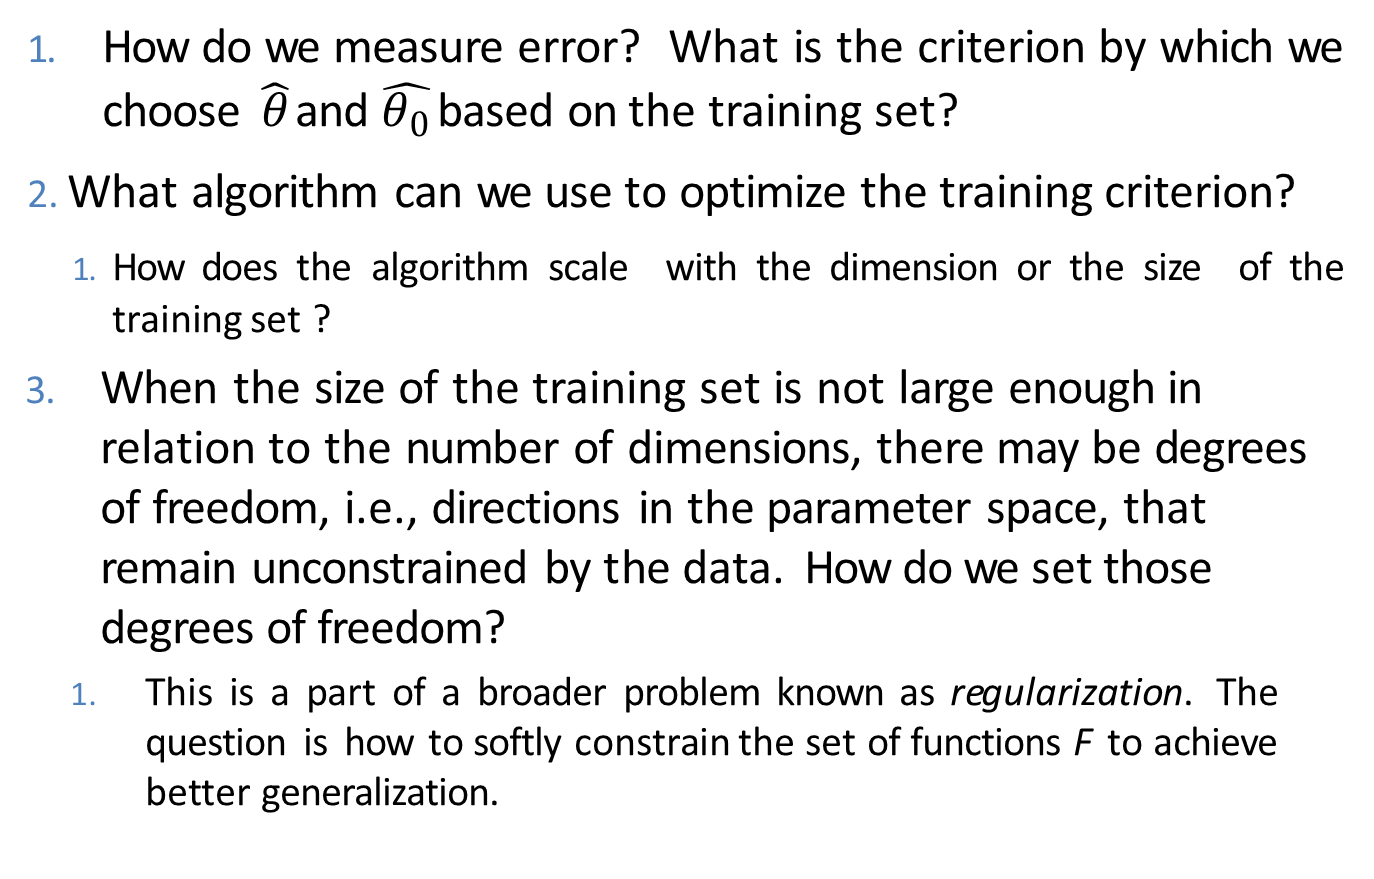 1. How do we measure error? What is the criterion by which we
choose θ̂ and θ̂₀ based on the training set?
2. What algorithm can we use to optimize the training criterion?
1. How does the algorithm scale with the dimension or the size of the
training set ?
3. When the size of the training set is not large enough in
relation to the number of dimensions, there may be degrees
of freedom, i.e., directions in the parameter space, that
remain unconstrained by the data. How do we set those
degrees of freedom?
1. This is a part of a broader problem known as regularization. The
question is how to softly constrain the set of functions F to achieve
better generalization.